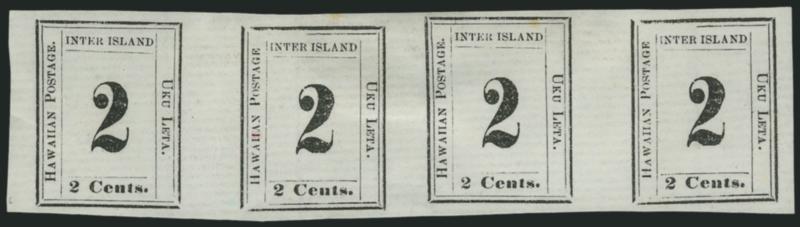 INTER ISLAND
HAWAIIAN POSTAGE.
2
UKU LETA.
2 Cents.
INTER ISLAND
HAWAIIAN POSTAGE
2
UKU LETA.
2 Cents.
INTER ISLAND
HAWAIIAN POSTAGE.
2
UKU LETA.
2 Cents.
INTER ISLAND
HAWAIIAN POSTAGE.
2
UKU LETA.
2 Cents.